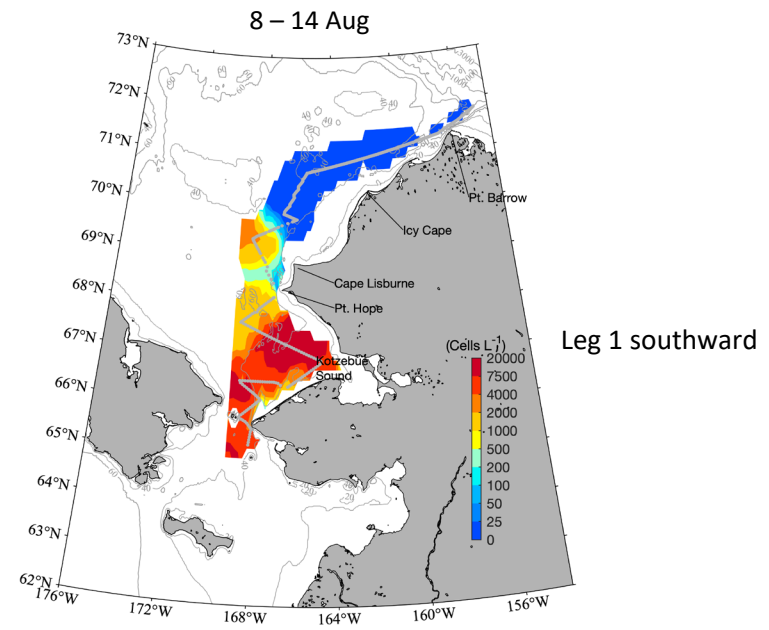 8 – 14 Aug
73°N
72°N
71°N
70°N
69°N
68°N
67°N
66°N
65°N
64°N
63°N
62°N
176°W
172°W
168°W
164°W
160°W
156°W
Pt. Barrow
Icy Cape
Cape Lisburne
Pt. Hope
Kotzebue
Sound
(Cells L⁻¹)
20000
7500
4000
2000
1000
500
200
100
50
25
0
Leg 1 southward